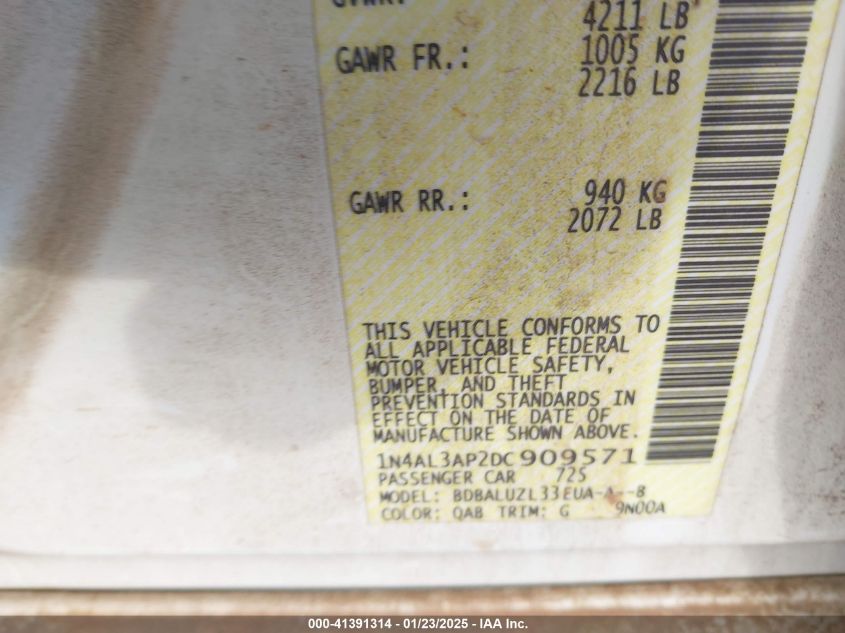 4211 LB
GAWR FR.: 1005 KG
2216 LB
GAWR RR.: 940 KG
2072 LB
THIS VEHICLE CONFORMS TO
ALL APPLICABLE FEDERAL
MOTOR VEHICLE SAFETY,
BUMPER, AND THEFT
PREVENTION STANDARDS IN
EFFECT ON THE DATE OF
MANUFACTURE SHOWN ABOVE.
1N4AL3AP2DC909571
PASSENGER CAR 725
MODEL: BDBALUZL33EUA-A--8
COLOR: QAB TRIM: G 9N00A
000-41391314 - 01/23/2025 - IAA Inc.